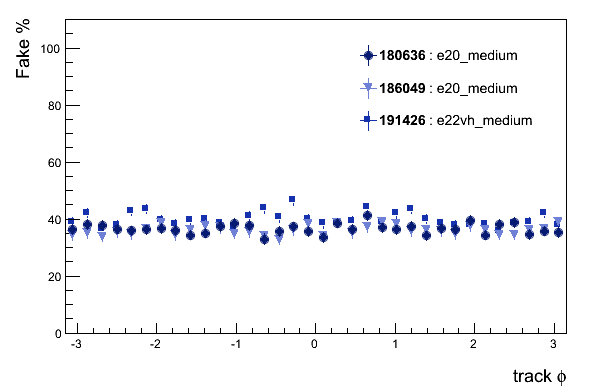 Fake %
100
80
60
40
20
0
180636 : e20_medium
186049 : e20_medium
191426 : e22vh_medium
-3 -2 -1 0 1 2 3
track ϕ